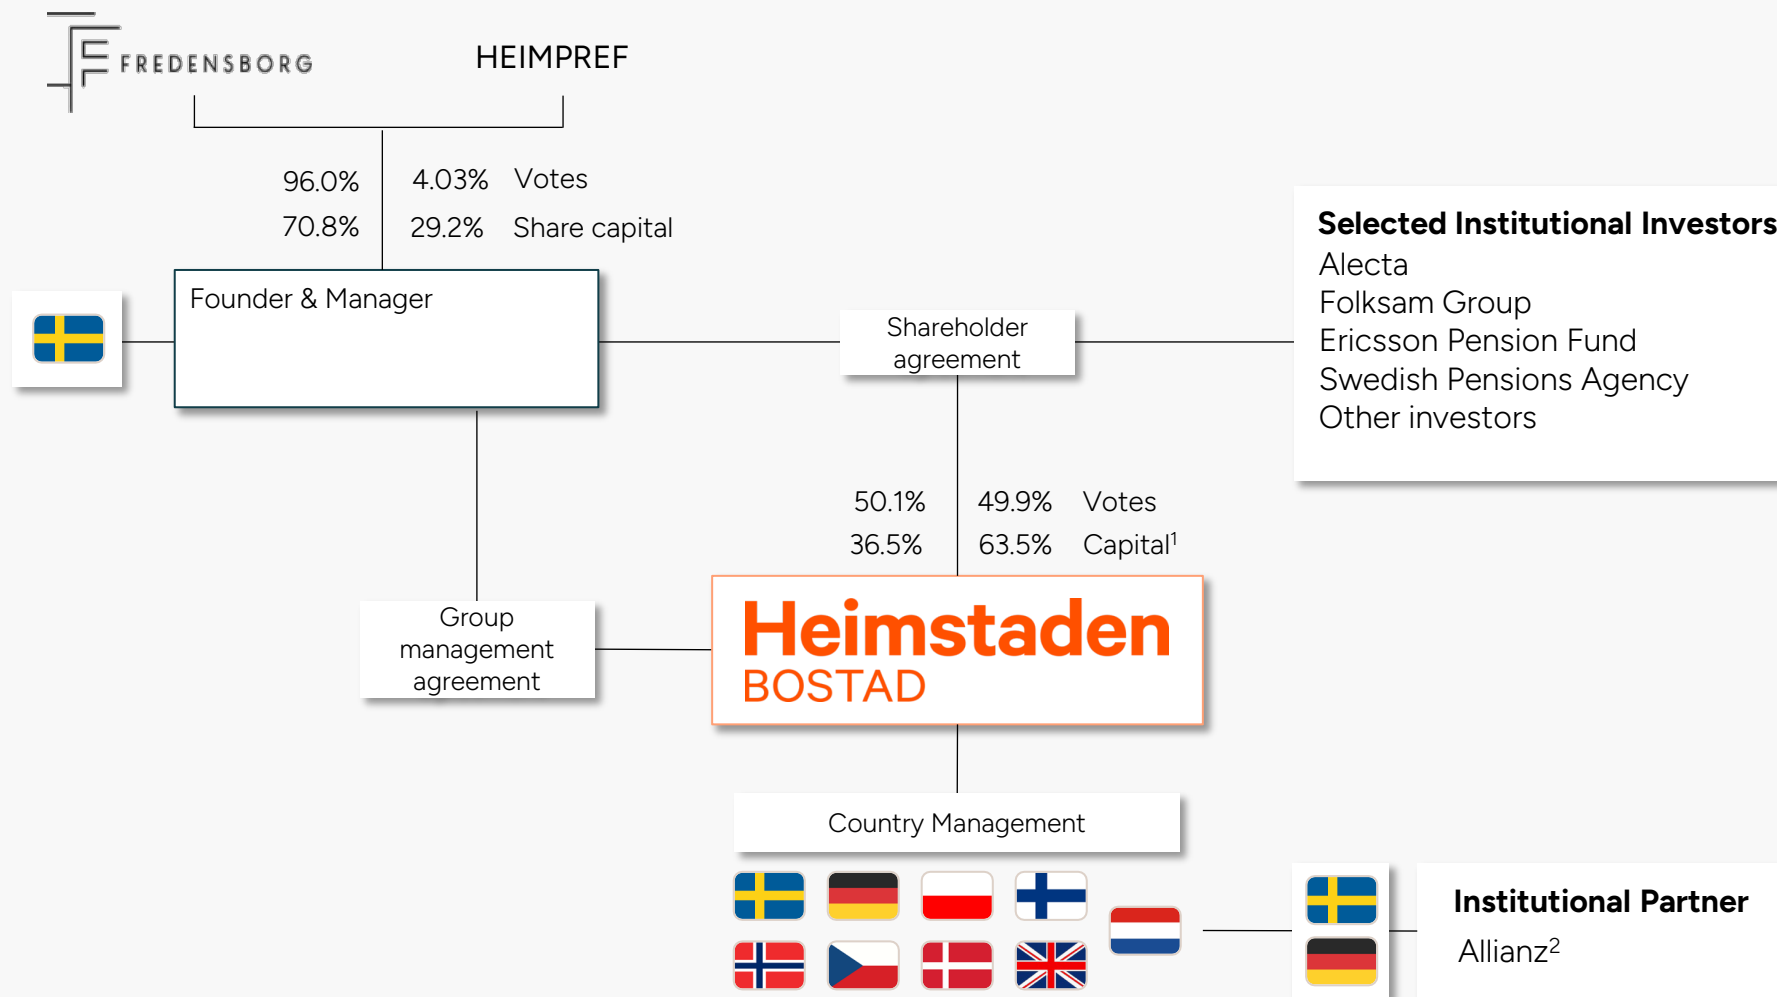 FREDENSBORG
HEIMPREF
96.0% 4.03% Votes
70.8% 29.2% Share capital
Founder & Manager
Shareholder
agreement
Selected Institutional Investors
Alecta
Folksam Group
Ericsson Pension Fund
Swedish Pensions Agency
Other investors
50.1% 49.9% Votes
36.5% 63.5% Capital¹
Group
management
agreement
Heimstaden
BOSTAD
Country Management
Institutional Partner
Allianz²